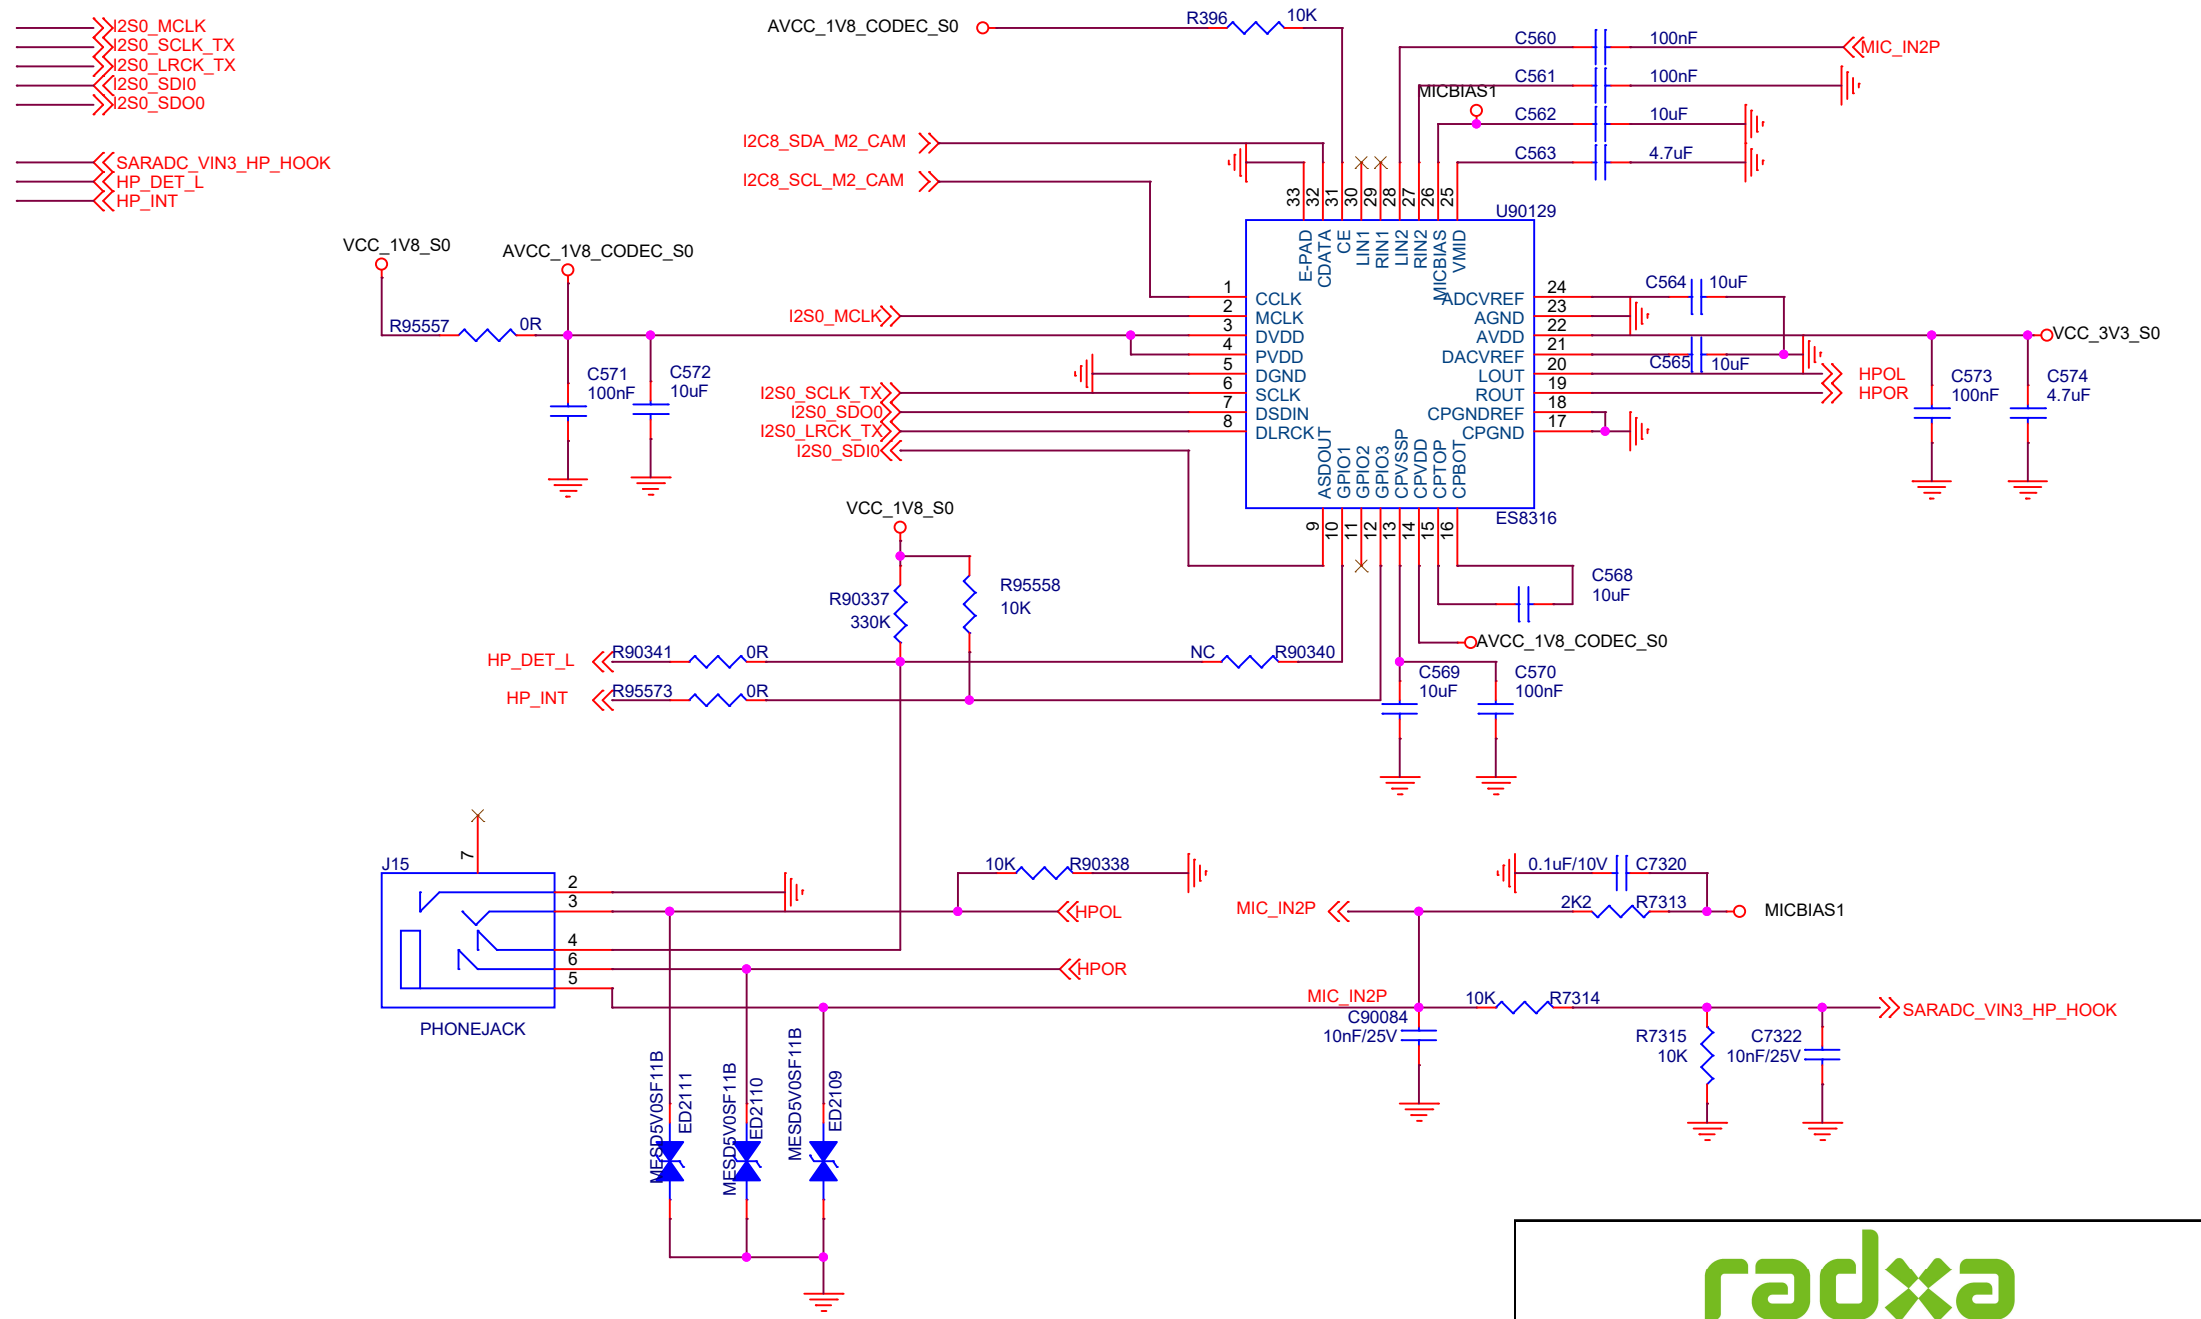 I2S0_MCLK
I2S0_SCLK_TX
I2S0_LRCK_TX
I2S0_SDI0
I2S0_SDO0
SARADC_VIN3_HP_HOOK
HP_DET_L
HP_INT
AVCC_1V8_CODEC_S0
R396
10K
C560
100nF
MIC_IN2P
C561
100nF
MICBIAS1
C562
10uF
C563
4.7uF
I2C8_SDA_M2_CAM
I2C8_SCL_M2_CAM
33
32
31
30
29
28
27
26
25
U90129
E-PAD
CDATA
CE
LIN1
RIN1
LIN2
RIN2
MICBIAS
VMID
VCC_1V8_S0
AVCC_1V8_CODEC_S0
R95557
0R
C571
100nF
C572
10uF
I2S0_MCLK
I2S0_SCLK_TX
I2S0_SDO0
I2S0_LRCK_TX
I2S0_SDI0
1
2
3
4
5
6
7
8
CCLK
MCLK
DVDD
PVDD
DGND
SCLK
DSDIN
DLRCK
ADCVREF
AGND
AVDD
DACVREF
LOUT
ROUT
CPGNDREF
CPGND
24
23
22
21
20
19
18
17
C564
10uF
C565
10uF
HPOL
HPOR
VCC_3V3_S0
C573
100nF
C574
4.7uF
ASDOUT
GPIO1
GPIO2
GPIO3
CPVSSP
CPVDD
CPTOP
CPBOT
ES8316
9
10
11
12
13
14
15
16
VCC_1V8_S0
R90337
330K
R95558
10K
C568
10uF
AVCC_1V8_CODEC_S0
HP_DET_L
R90341
0R
NC
R90340
HP_INT
R95573
0R
C569
10uF
C570
100nF
J15
7
2
3
4
6
5
PHONEJACK
10K
R90338
HPOL
HPOR
0.1uF/10V
C7320
MIC_IN2P
2K2
R7313
MICBIAS1
MIC_IN2P
10K
R7314
SARADC_VIN3_HP_HOOK
C90084
10nF/25V
R7315
10K
C7322
10nF/25V
MESD5V0SF11B
ED2111
MESD5V0SF11B
ED2110
MESD5V0SF11B
ED2109
radxa